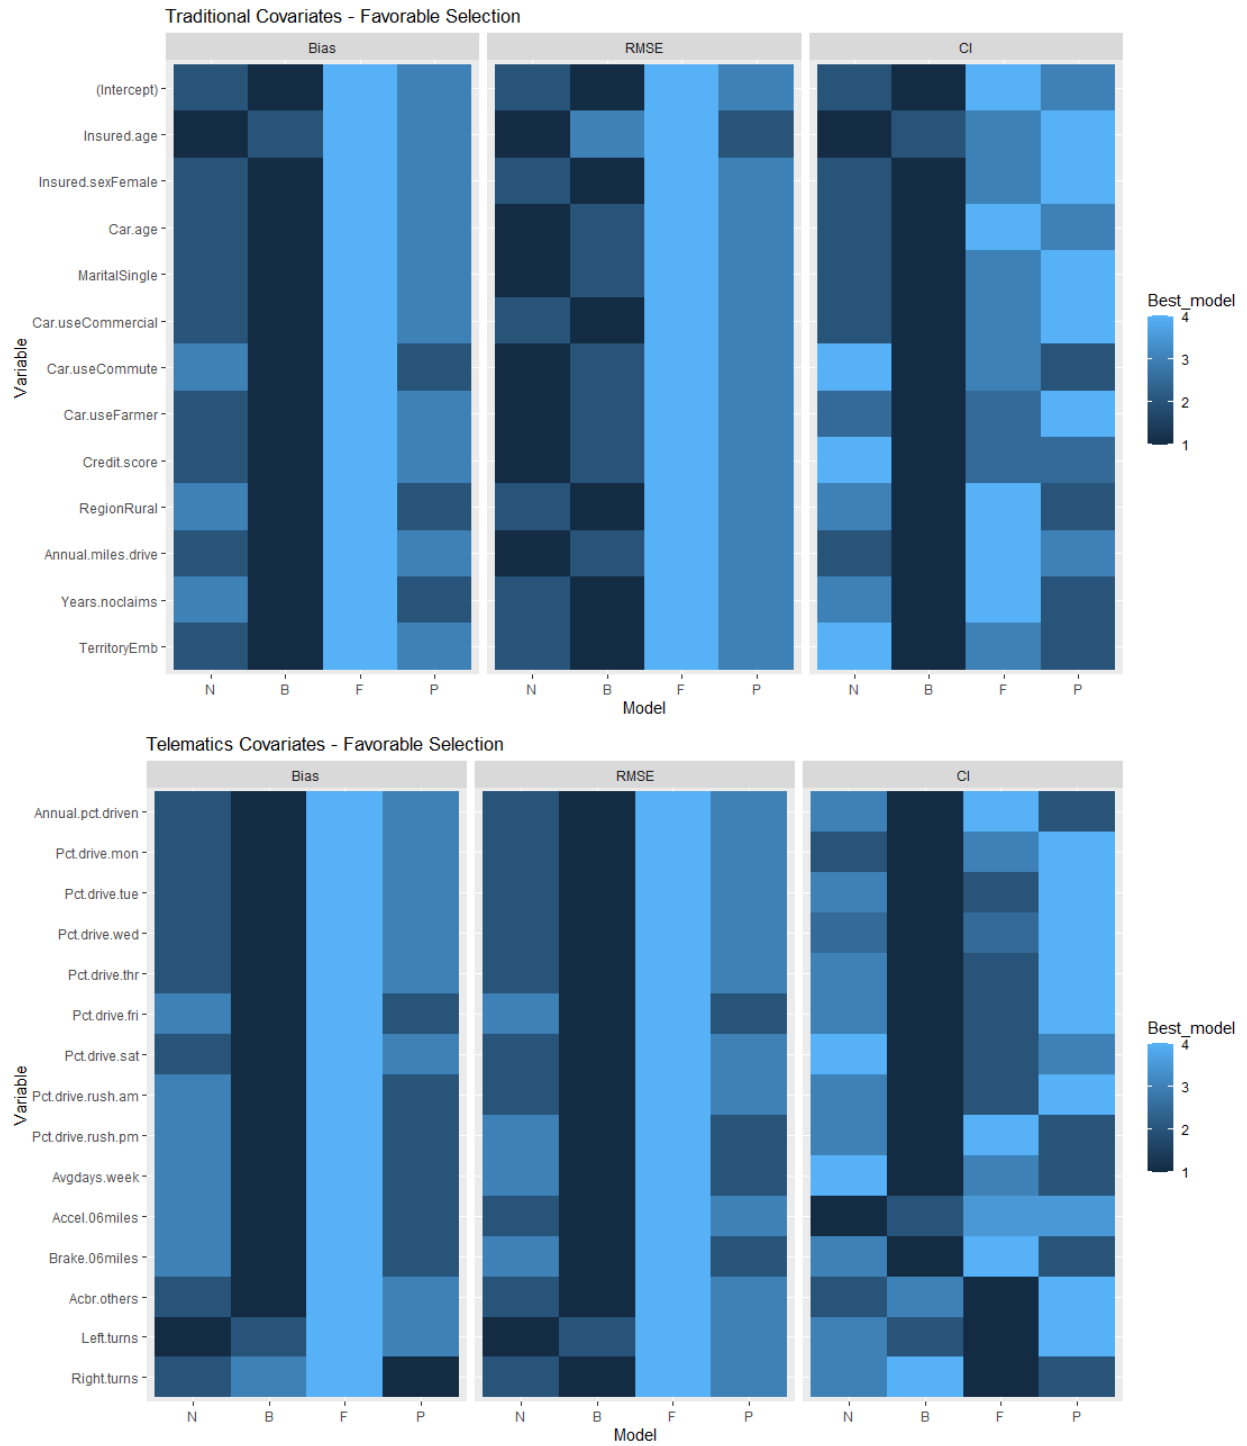 Traditional Covariates - Favorable Selection
Bias RMSE CI
(Intercept)
Insured.age
Insured.sexFemale
Car.age
MaritalSingle
Car.useCommercial
Car.useCommute
Car.useFarmer
Credit.score
RegionRural
Annual.miles.drive
Years.noclaims
TerritoryEmb
Variable
N B F P N B F P N B F P
Model
Best_model
4
3
2
1
Telematics Covariates - Favorable Selection
Bias RMSE CI
Annual.pct.driven
Pct.drive.mon
Pct.drive.tue
Pct.drive.wed
Pct.drive.thr
Pct.drive.fri
Pct.drive.sat
Pct.drive.rush.am
Pct.drive.rush.pm
Avgdays.week
Accel.06miles
Brake.06miles
Acbr.others
Left.turns
Right.turns
Variable
N B F P N B F P N B F P
Model
Best_model
4
3
2
1